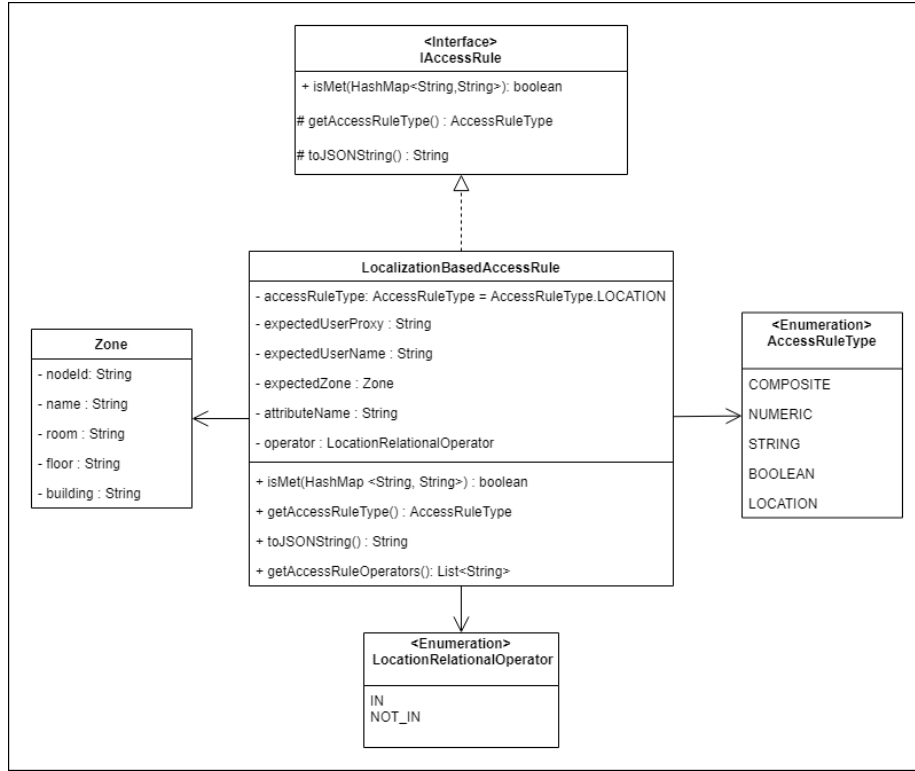 <Interface>
IAccessRule
+ isMet(HashMap<String,String>): boolean
# getAccessRuleType() : AccessRuleType
# toJSONString() : String
LocalizationBasedAccessRule
- accessRuleType: AccessRuleType = AccessRuleType.LOCATION
- expectedUserProxy : String
- expectedUserName : String
- expectedZone : Zone
- attributeName : String
- operator : LocationRelationalOperator
+ isMet(HashMap <String, String>) : boolean
+ getAccessRuleType() : AccessRuleType
+ toJSONString() : String
+ getAccessRuleOperators(): List<String>
Zone
- nodeId: String
- name : String
- room : String
- floor : String
- building : String
<Enumeration>
AccessRuleType
COMPOSITE
NUMERIC
STRING
BOOLEAN
LOCATION
<Enumeration>
LocationRelationalOperator
IN
NOT_IN